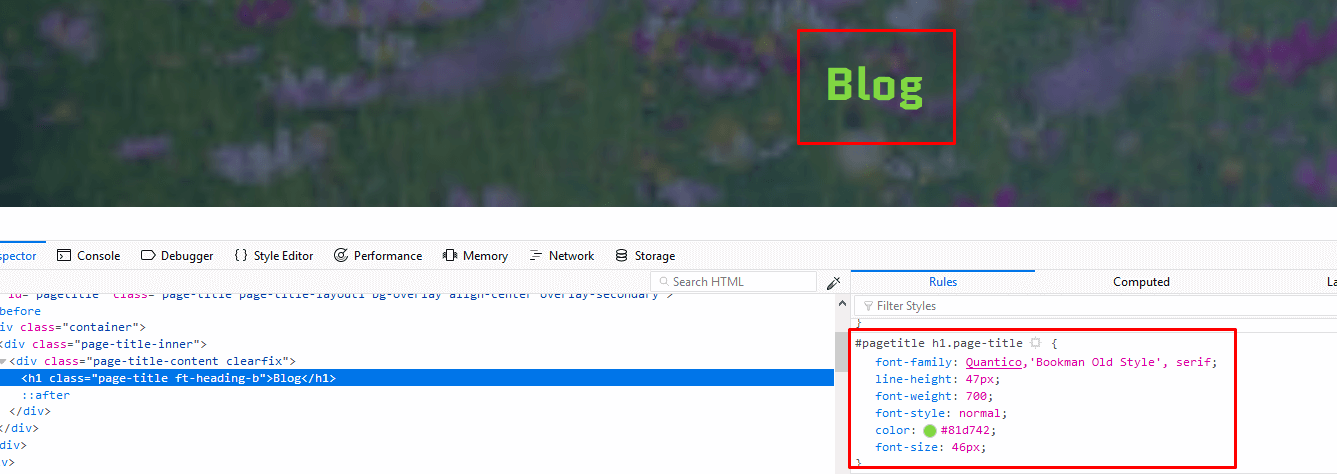 Blog
spector Console Debugger { } Style Editor Performance Memory Network Storage
Search HTML
Rules Computed La
Filter Styles
id="pagetitle" class="page-title page-title-layout1 bg-overlay align-center overlay-secondary">
before
iv class="container">
<div class="page-title-inner">
<div class="page-title-content clearfix">
<h1 class="page-title ft-heading-b">Blog</h1>
::after
</div>
</div>
div>
v>
}
#pagetitle h1.page-title {
font-family: Quantico,'Bookman Old Style', serif;
line-height: 47px;
font-weight: 700;
font-style: normal;
color: #81d742;
font-size: 46px;
}